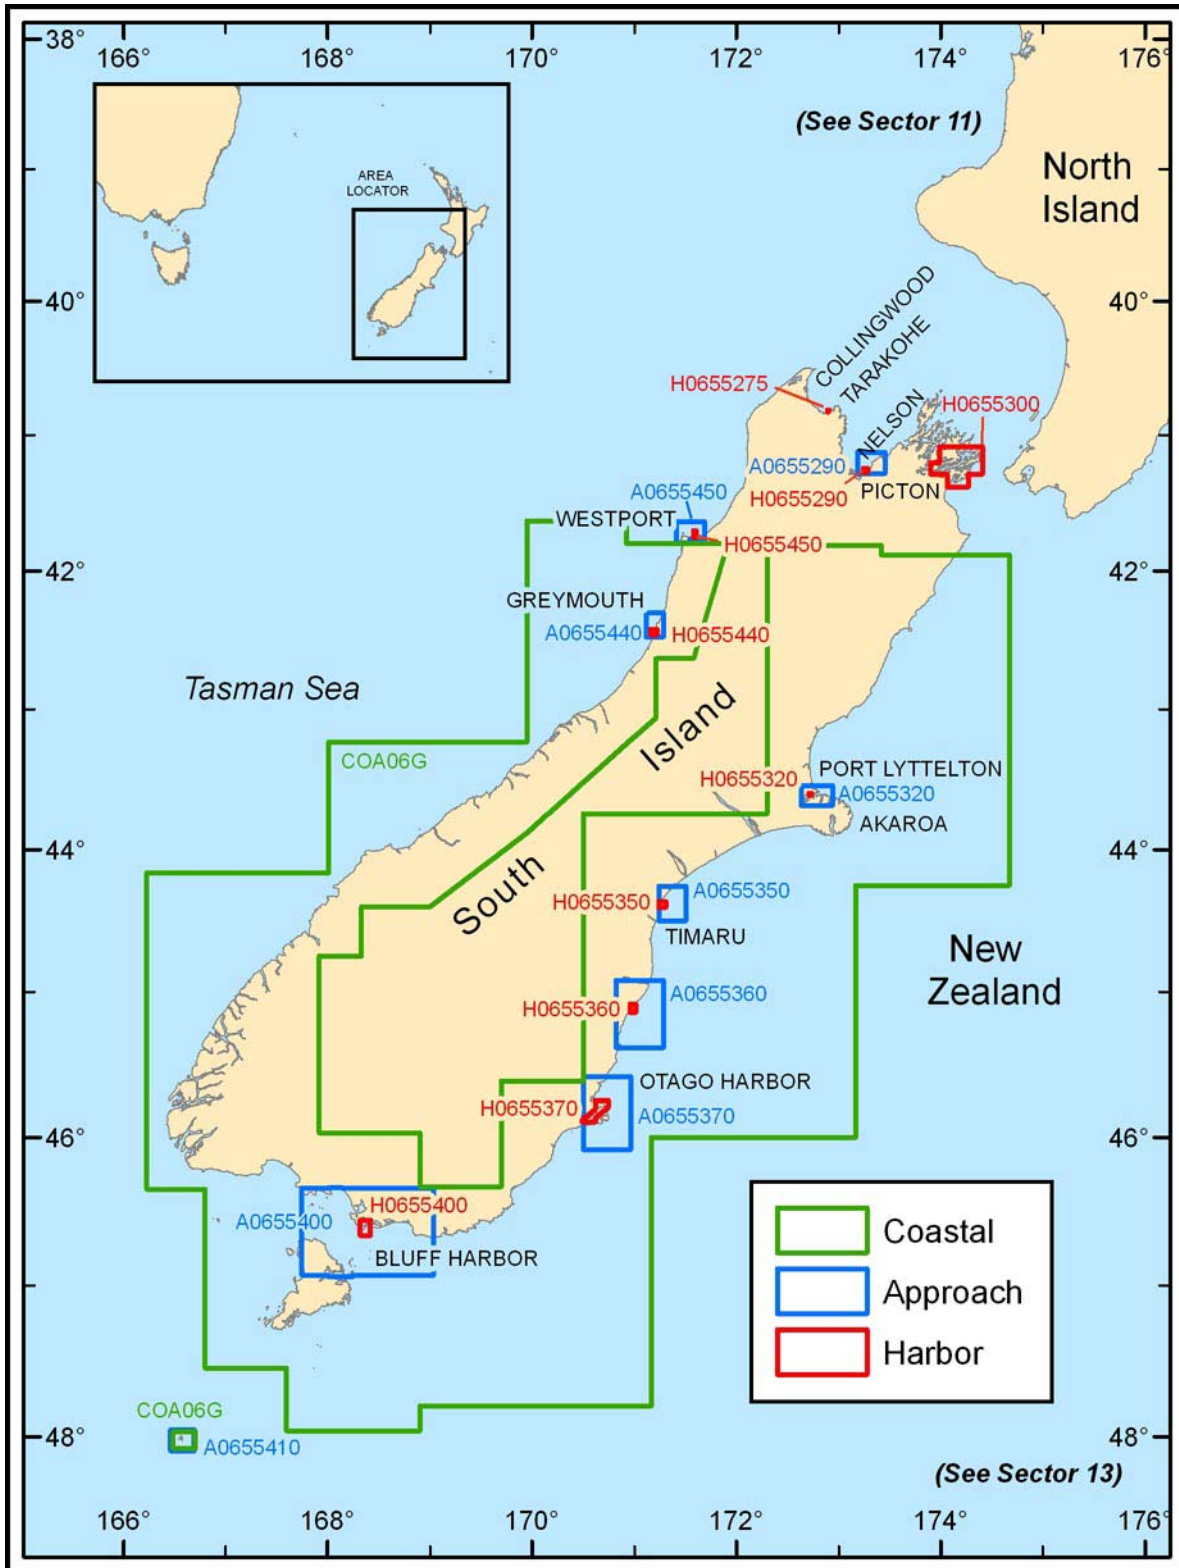 38°
166°
168°
170°
172°
174°
176°
(See Sector 11)
North
Island
AREA
LOCATOR
40°
40°
COLLINGWOOD
TARAKOHE
NELSON
H0655275
H0655300
A0655290
H0655290
PICTON
A0655450
WESTPORT
H0655450
42°
42°
GREYMOUTH
A0655440
H0655440
Tasman Sea
COA06G
South Island
H0655320
PORT LYTTELTON
A0655320
AKAROA
44°
44°
H0655350
A0655350
TIMARU
New
Zealand
H0655360
A0655360
OTAGO HARBOR
H0655370
A0655370
46°
46°
H0655400
A0655400
BLUFF HARBOR
Coastal
Approach
Harbor
COA06G
A0655410
48°
48°
(See Sector 13)
166°
168°
170°
172°
174°
176°